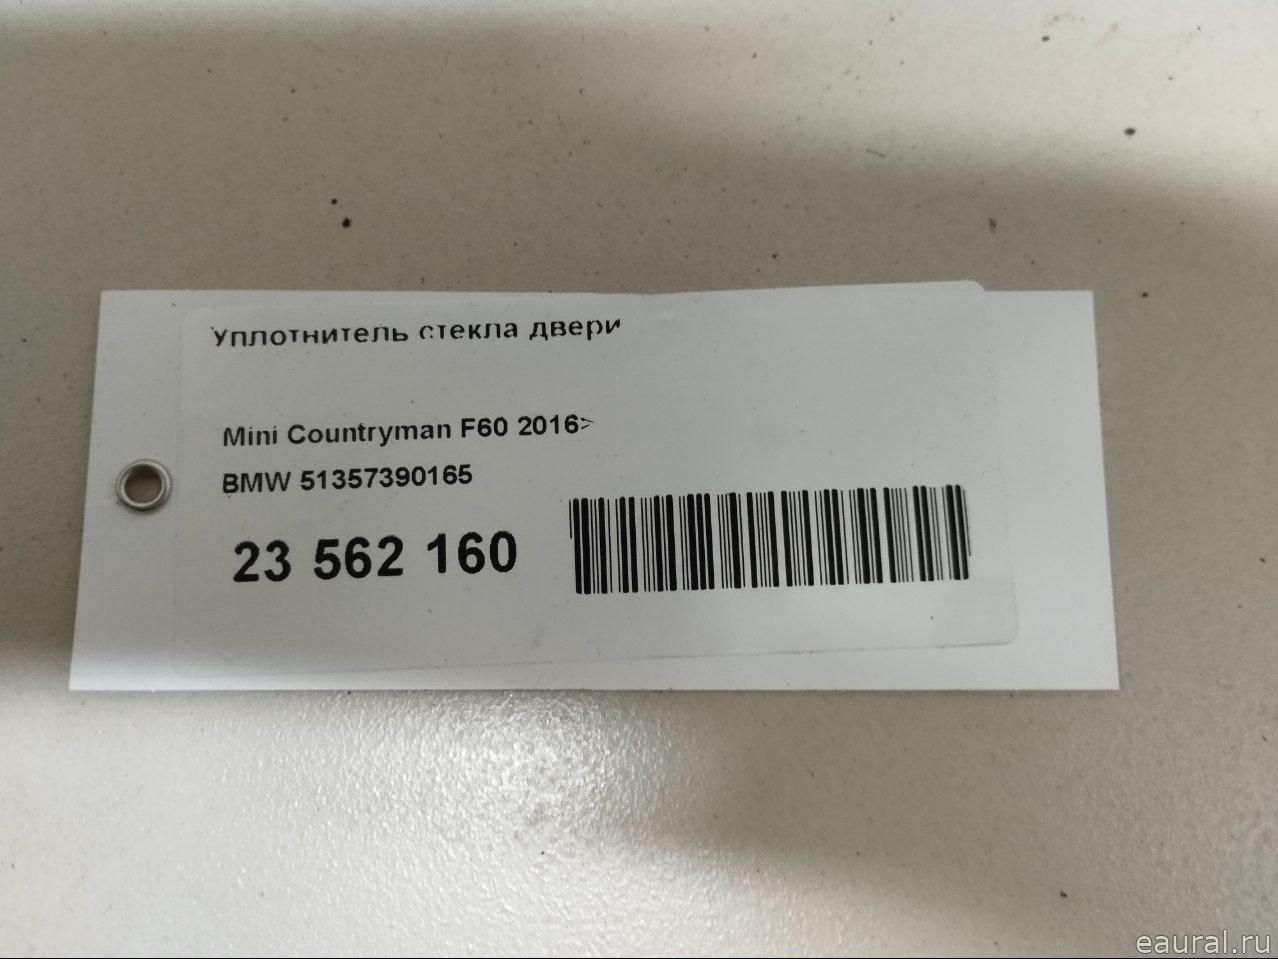 Уплотнитель стекла двери
Mini Countryman F60 2016>
BMW 51357390165
23 562 160
eaural.ru